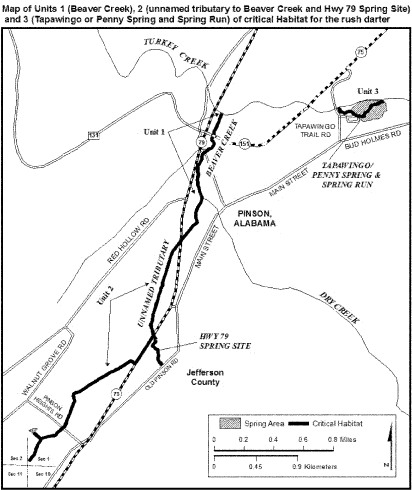 Map of Units 1 (Beaver Creek), 2 (unnamed tributary to Beaver Creek and Hwy 79 Spring Site)
and 3 (Tapawingo or Penny Spring and Spring Run) of critical Habitat for the rush darter
TURKEY CREEK
75
Unit 3
151
Unit 1
79
BEAVER CREEK
151
TAPAWINGO
TRAIL RD
BUD HOLMES RD
TAPAWINGO/
PENNY SPRING &
SPRING RUN
MAIN STREET
PINSON,
ALABAMA
RED HOLLOW RD
MAIN STREET
UNNAMED TRIBUTARY
Unit 2
DRY CREEK
HWY 79
SPRING SITE
WALNUT GROVE RD
OLD PINSON RD
Jefferson
County
PINSON
HEIGHTS RD
75
Sec 2
Sec 1
Sec 11
Spring Area
Critical Habitat
0 0.2 0.4 0.6 0.8 Miles
0 0.45 0.9 Kilometers
N